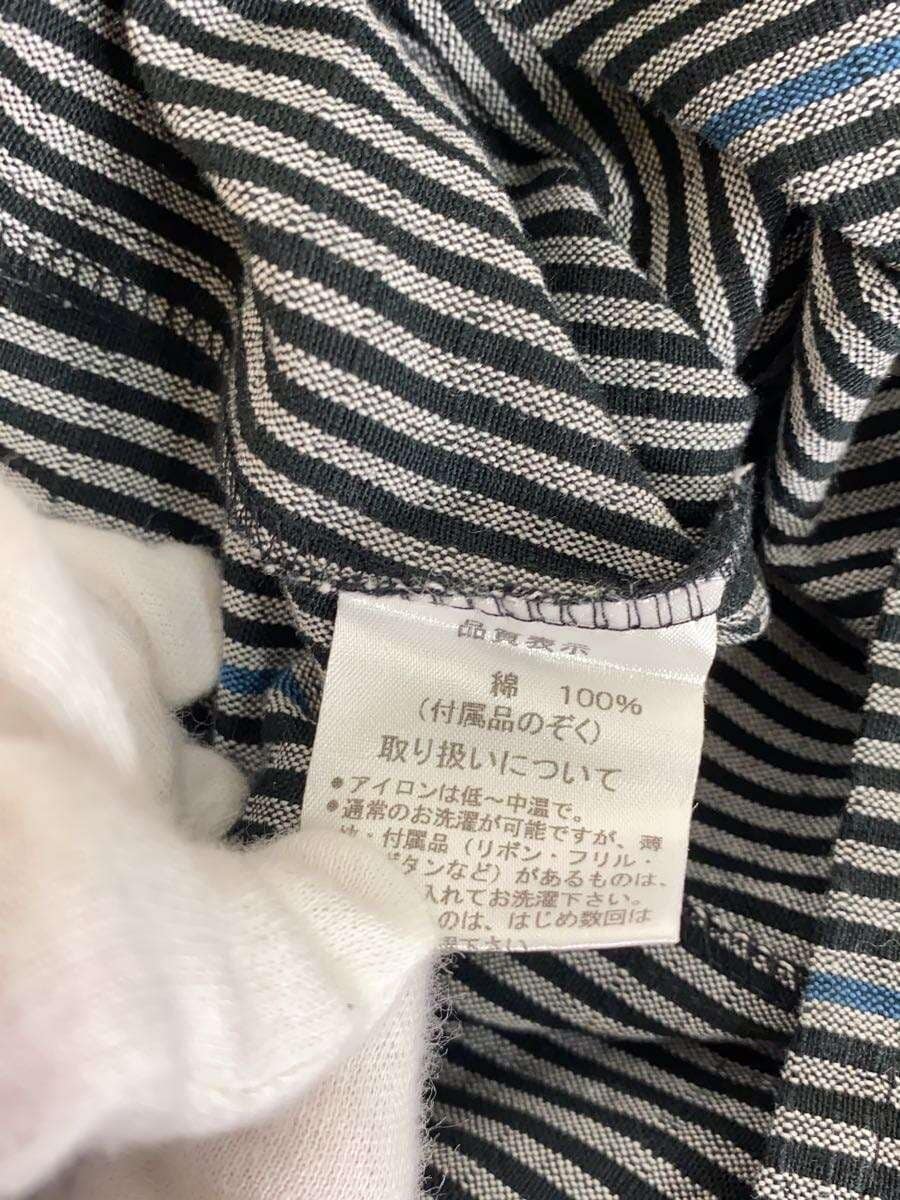 品質表示
綿 100%
(付属品のぞく)
取り扱いについて
●アイロンは低～中温で。
●通常のお洗濯が可能ですが、薄
地・付属品(リボン・フリル・
ボタンなど)があるものは、
入れてお洗濯下さい。
のは、はじめ数回は
下さい。